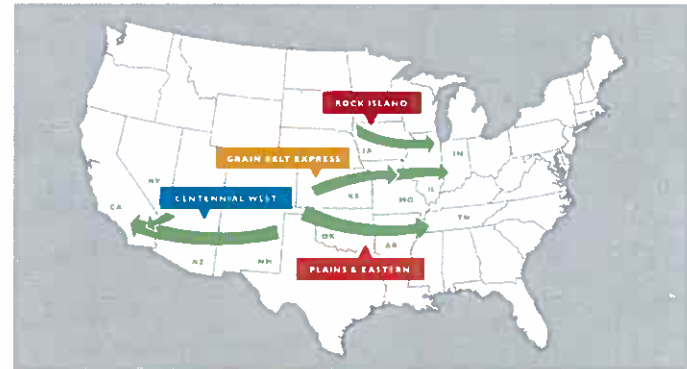 ROCK ISLAND
IA
IN
GRAIN BELT EXPRESS
NV
KS
IL
MO
CENTENNIAL WEST
CA
TN
OK
AR
AZ
NM
PLAINS & EASTERN